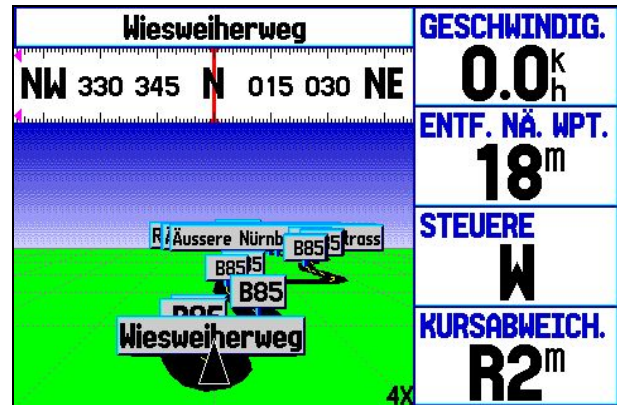 Wiesweiherweg
NW 330 345 N 015 030 NE
GESCHWINDIG.
0.0 kh
ENTF. NÄ. WPT.
18m
STEUERE
W
KURSABWEICH.
R2m
Äussere Nürnb
B85
B85
B85
Wiesweiherweg
4X